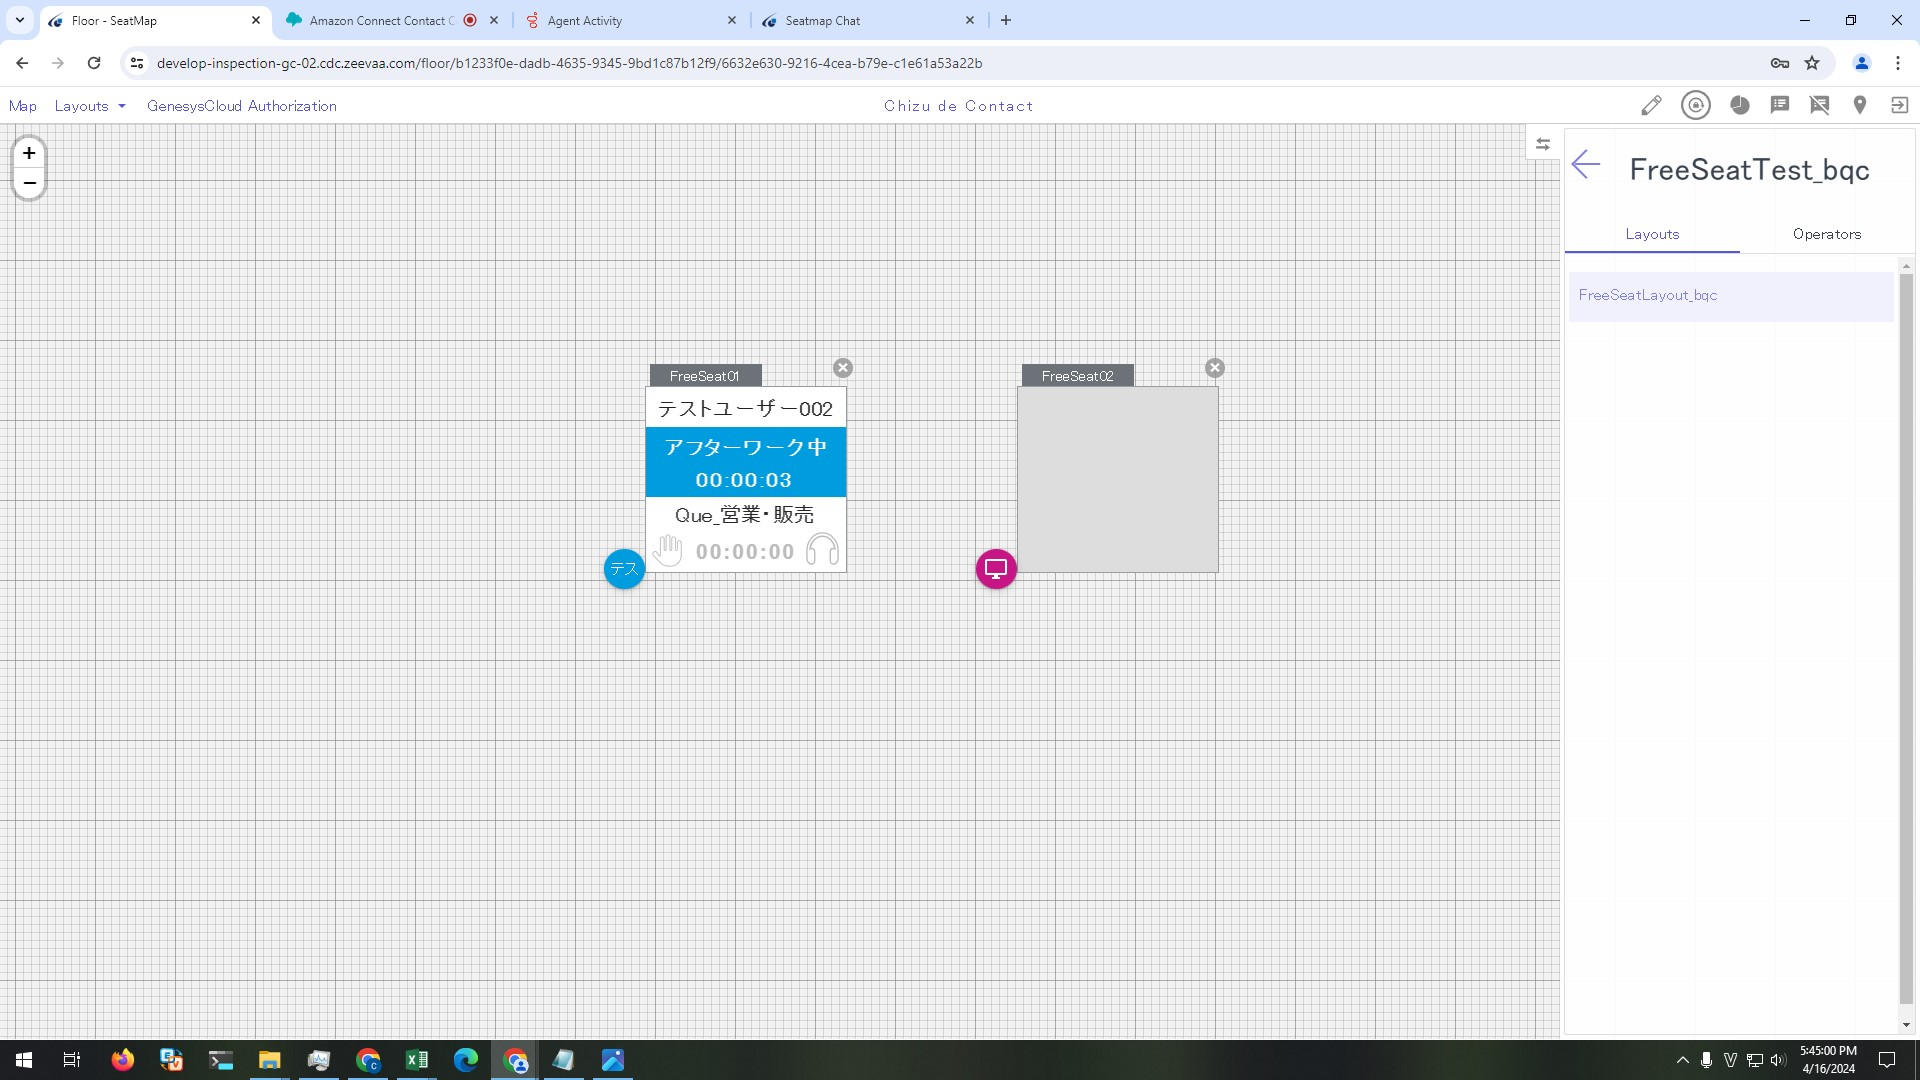 Floor - SeatMap
Amazon Connect Contact C
Agent Activity
Seatmap Chat
develop-inspection-gc-02.cdc.zeevaa.com/floor/b1233f0e-dadb-4635-9345-9bd1c87b12f9/6632e630-9216-4cea-b79e-c1e61a53a22b
Map
Layouts
GenesysCloud Authorization
Chizu de Contact
+
−
FreeSeatTest_bqc
Layouts
Operators
FreeSeatLayout_bqc
FreeSeat01
テストユーザー002
アフターワーク中
00:00:03
Que_営業・販売
00:00:00
テス
FreeSeat02
5:45:00 PM
4/16/2024